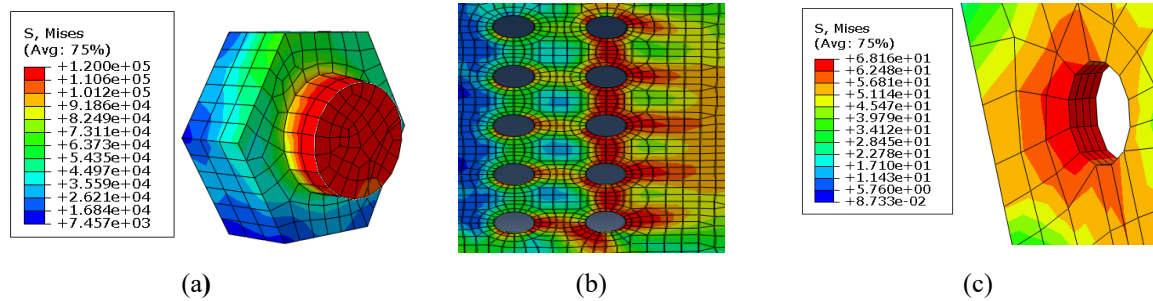 S, Mises
(Avg: 75%)
+1.200e+05
+1.106e+05
+1.012e+05
+9.186e+04
+8.249e+04
+7.311e+04
+6.373e+04
+5.435e+04
+4.497e+04
+3.559e+04
+2.621e+04
+1.684e+04
+7.457e+03
S, Mises
(Avg: 75%)
+6.816e+01
+6.248e+01
+5.681e+01
+5.114e+01
+4.547e+01
+3.979e+01
+3.412e+01
+2.845e+01
+2.278e+01
+1.710e+01
+1.143e+01
+5.760e+00
+8.733e-02
(a)
(b)
(c)